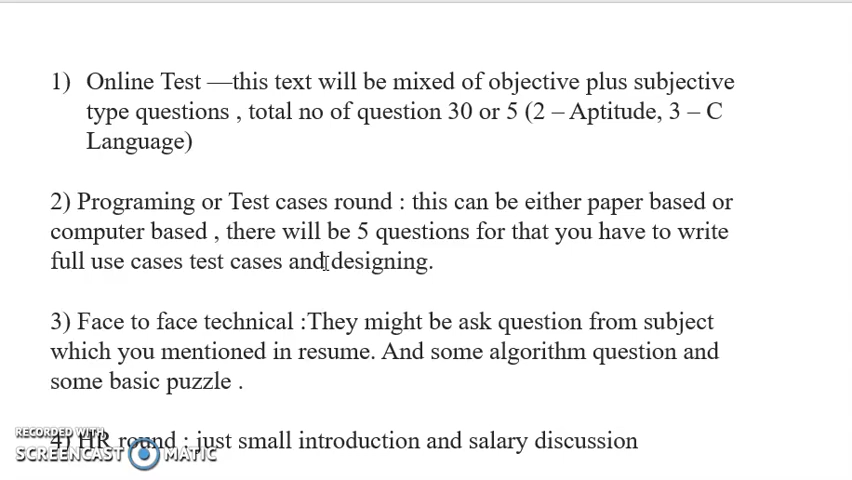 1) Online Test —this text will be mixed of objective plus subjective
type questions , total no of question 30 or 5 (2 – Aptitude, 3 – C
Language)
2) Programing or Test cases round : this can be either paper based or
computer based , there will be 5 questions for that you have to write
full use cases test cases and designing.
3) Face to face technical :They might be ask question from subject
which you mentioned in resume. And some algorithm question and
some basic puzzle .
RECORDED WITH
4) HR round : just small introduction and salary discussion
SCREENCAST MATIC